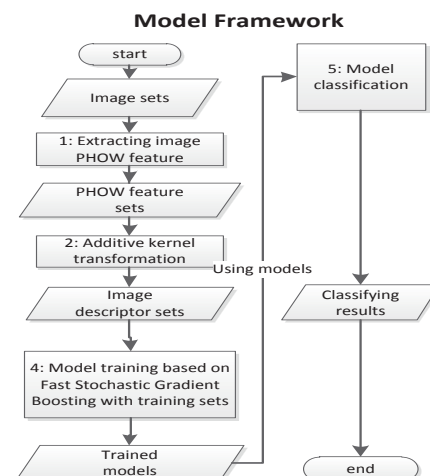 Model Framework
start
Image sets
1: Extracting image
PHOW feature
PHOW feature
sets
2: Additive kernel
transformation
Using models
Image
descriptor sets
4: Model training based on
Fast Stochastic Gradient
Boosting with training sets
Trained
models
5: Model
classification
Classifying
results
end